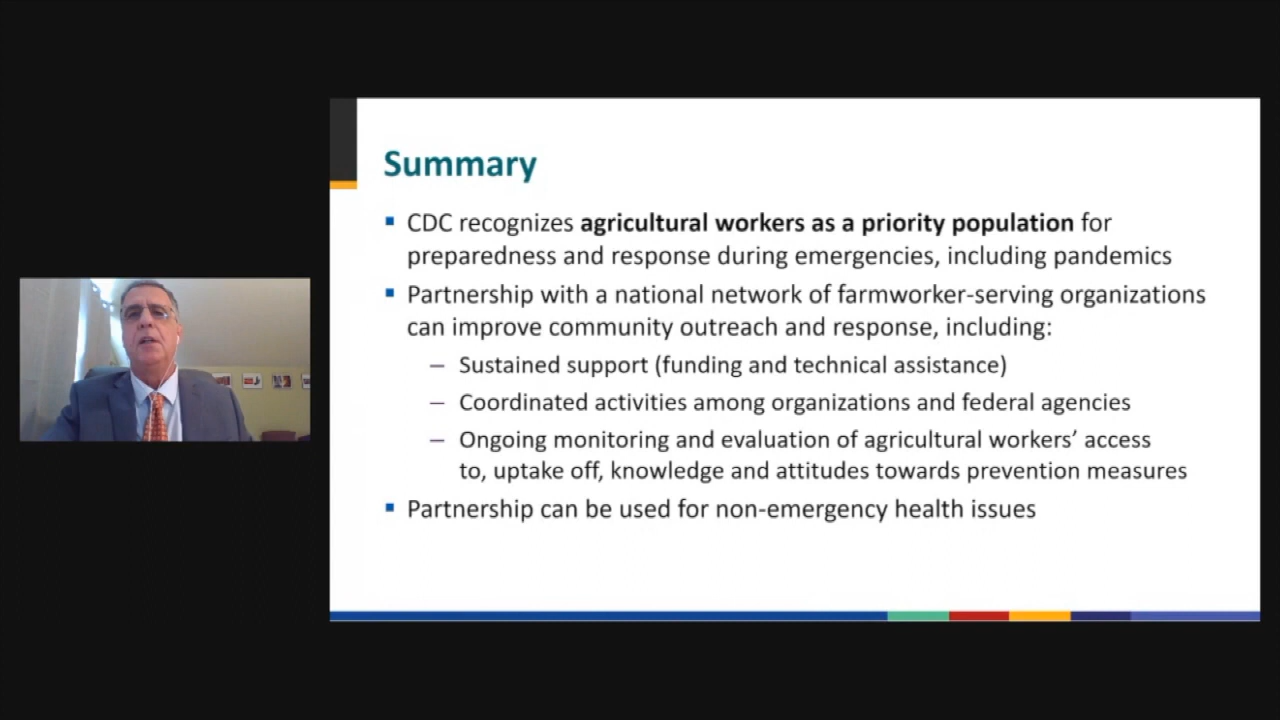 Summary
▪ CDC recognizes agricultural workers as a priority population for
preparedness and response during emergencies, including pandemics
▪ Partnership with a national network of farmworker-serving organizations
can improve community outreach and response, including:
– Sustained support (funding and technical assistance)
– Coordinated activities among organizations and federal agencies
– Ongoing monitoring and evaluation of agricultural workers’ access
to, uptake off, knowledge and attitudes towards prevention measures
▪ Partnership can be used for non-emergency health issues